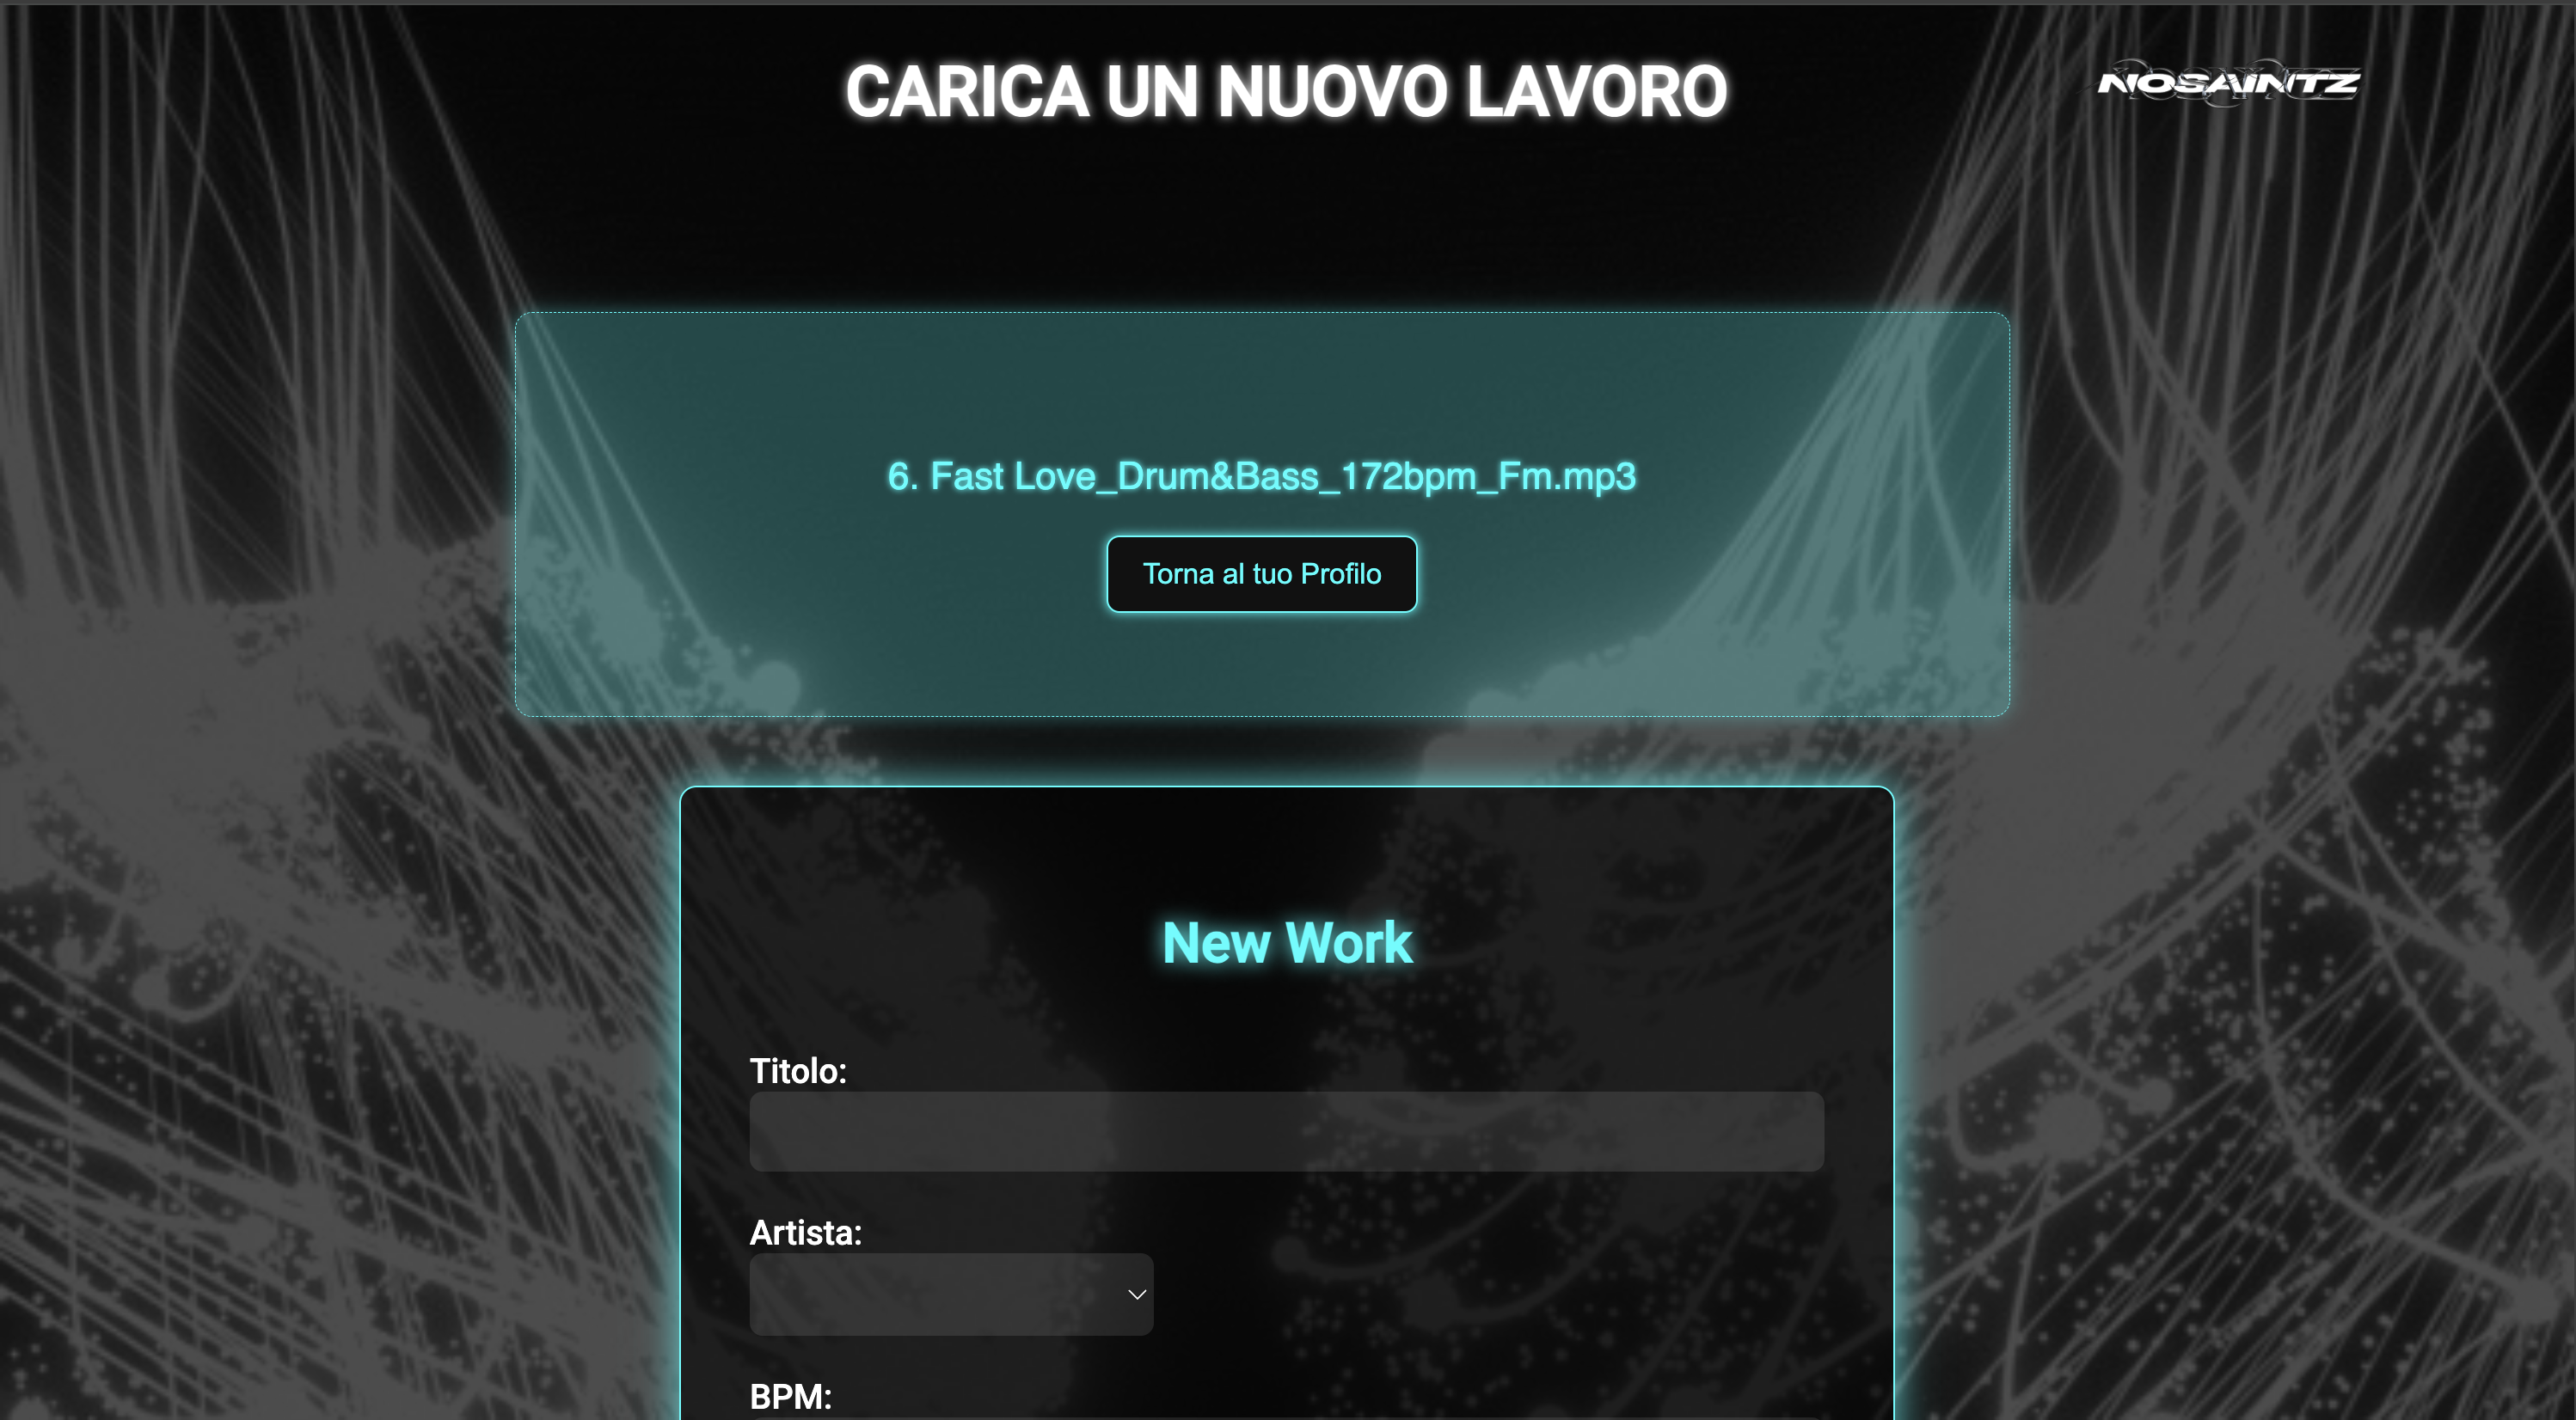 CARICA UN NUOVO LAVORO
NOSAINTZ
6. Fast Love_Drum&Bass_172bpm_Fm.mp3
Torna al tuo Profilo
New Work
Titolo:
Artista:
BPM: